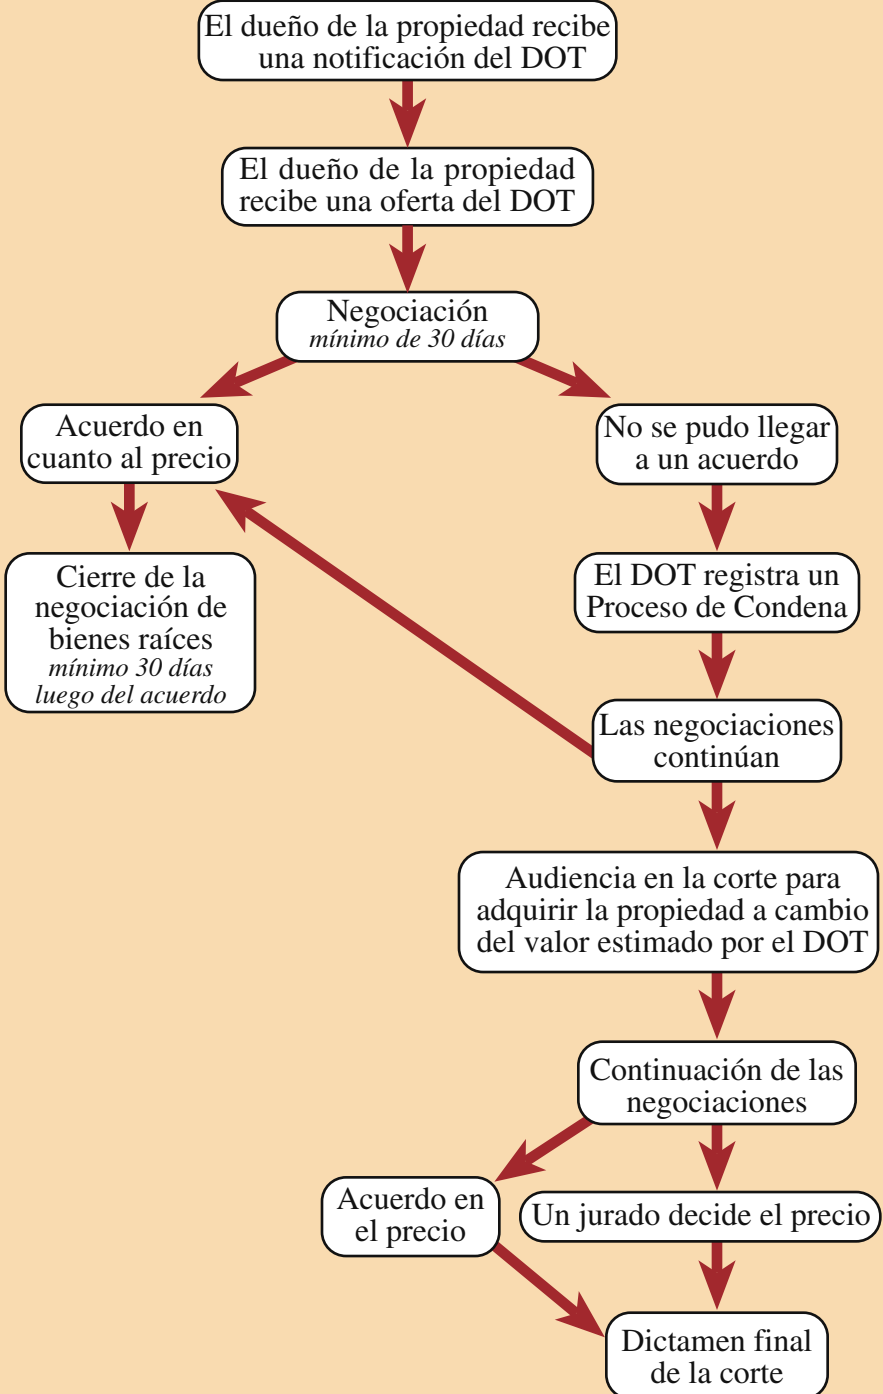 El dueño de la propiedad recibe
una notificación del DOT
El dueño de la propiedad
recibe una oferta del DOT
Negociación
mínimo de 30 días
Acuerdo en
cuanto al precio
No se pudo llegar
a un acuerdo
Cierre de la
negociación de
bienes raíces
mínimo 30 días
luego del acuerdo
El DOT registra un
Proceso de Condena
Las negociaciones
continúan
Audiencia en la corte para
adquirir la propiedad a cambio
del valor estimado por el DOT
Continuación de las
negociaciones
Acuerdo en
el precio
Un jurado decide el precio
Dictamen final
de la corte